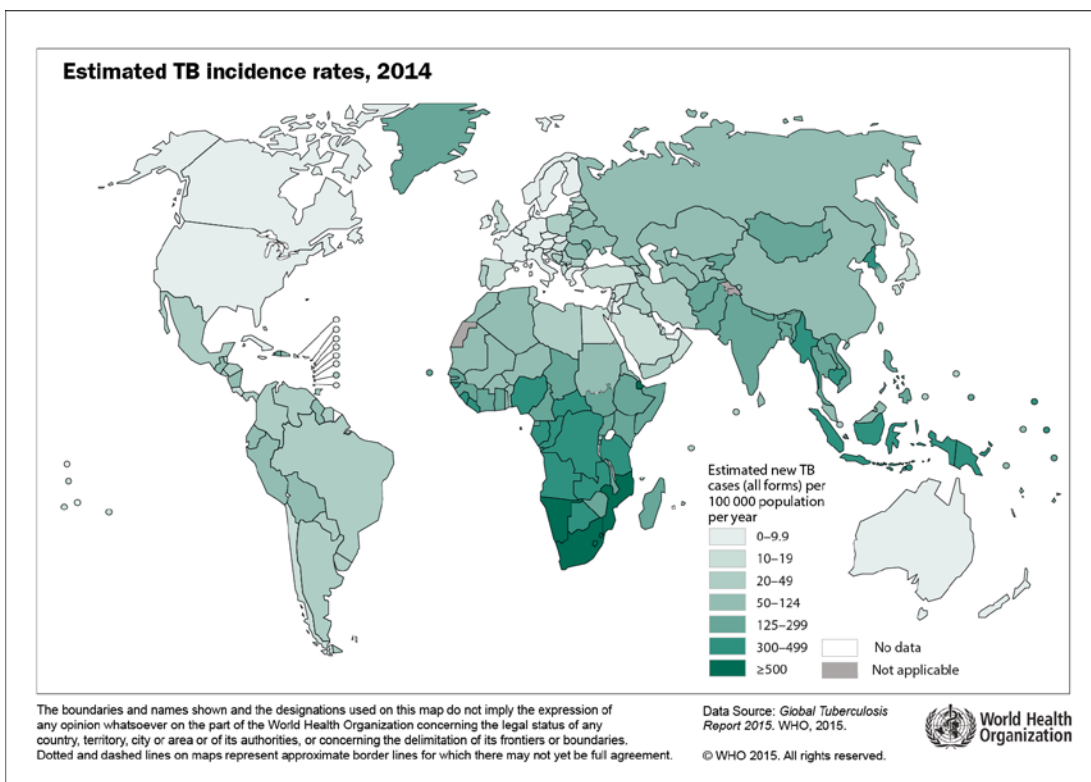 Estimated TB incidence rates, 2014
Estimated new TB
cases (all forms) per
100 000 population
per year
0–9.9
10–19
20–49
50–124
125–299
300–499
≥500
No data
Not applicable
The boundaries and names shown and the designations used on this map do not imply the expression of
any opinion whatsoever on the part of the World Health Organization concerning the legal status of any
country, territory, city or area or of its authorities, or concerning the delimitation of its frontiers or boundaries.
Dotted and dashed lines on maps represent approximate border lines for which there may not yet be full agreement.
Data Source: Global Tuberculosis
Report 2015. WHO, 2015.
© WHO 2015. All rights reserved.
World Health
Organization